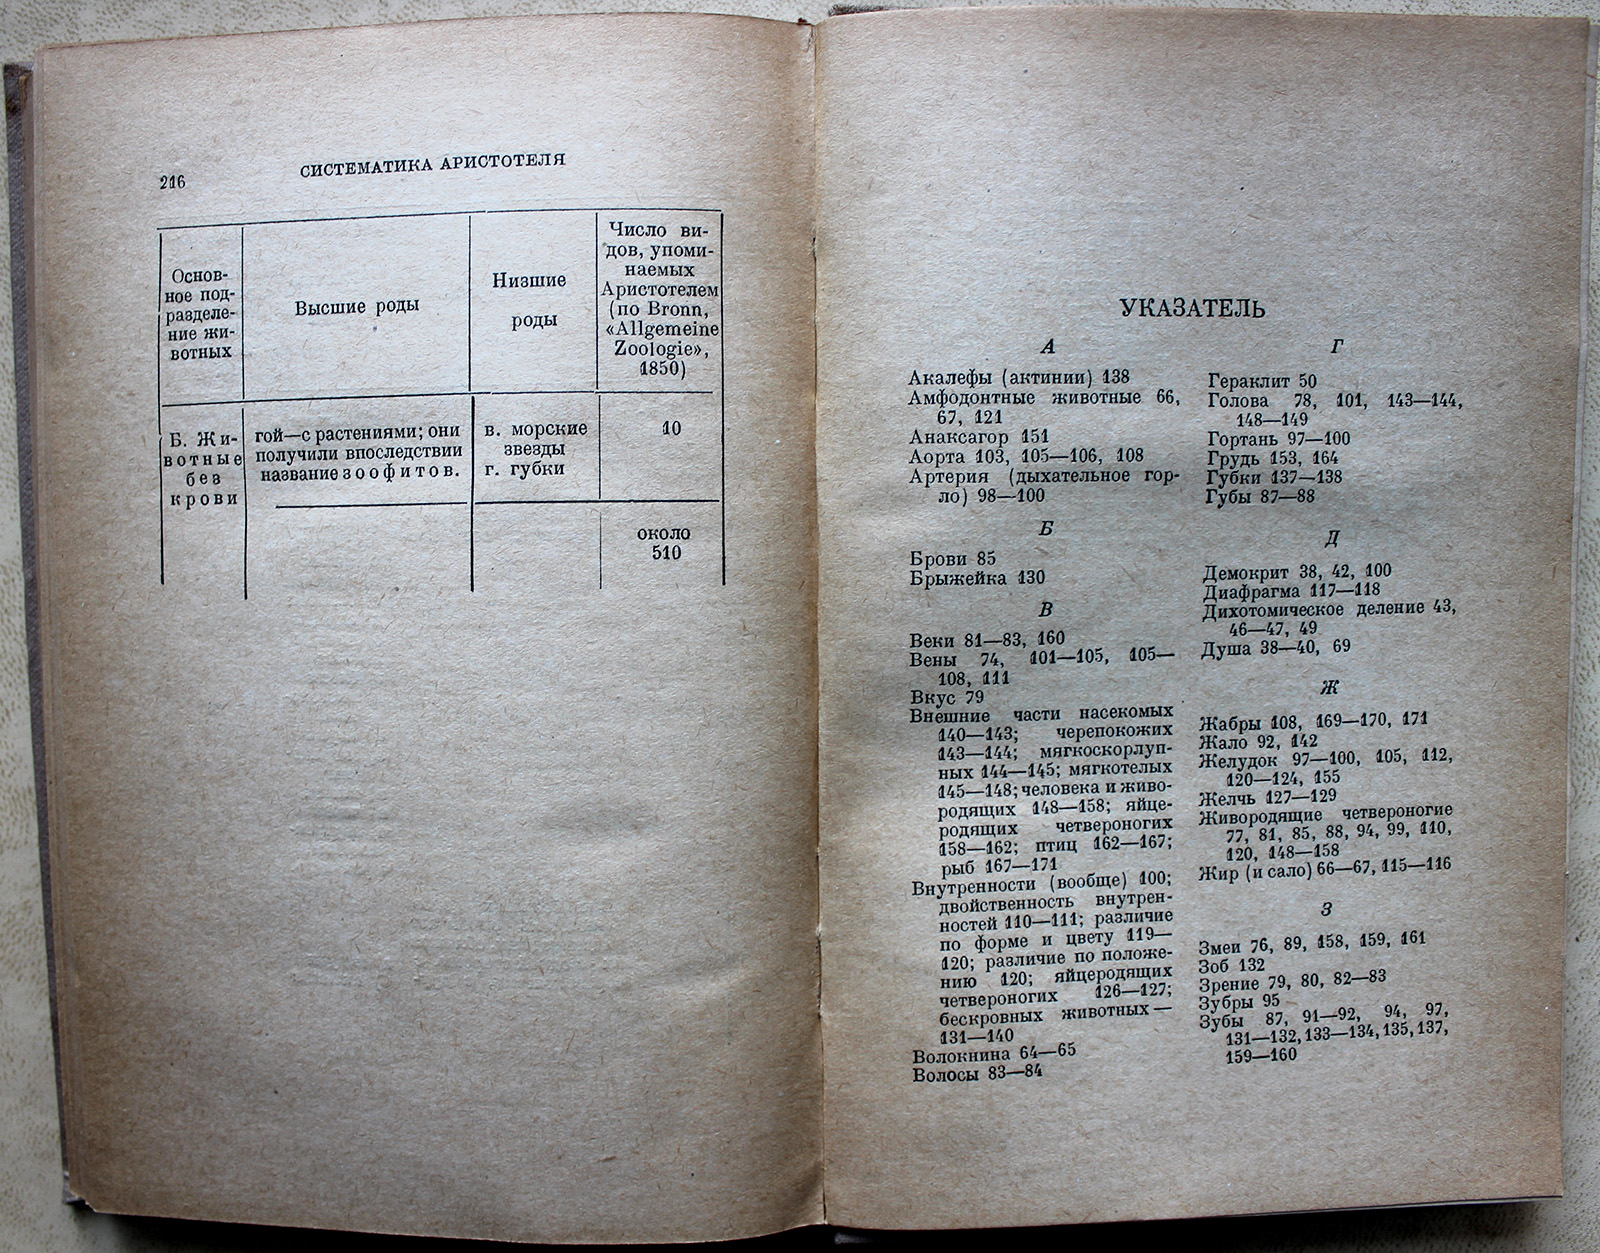 216
СИСТЕМАТИКА АРИСТОТЕЛЯ
Основ-
ное под-
разделе-
ние жи-
вотных
Высшие роды
Низшие
роды
Число ви-
дов, упоми-
наемых
Аристотелем
(по Bronn,
«Allgemeine
Zoologie»,
1850)
Б. Жи-
вотные
без
крови
гой—с растениями; они
получили впоследствии
название зоофитов.
в. морские
звезды
г. губки
10
около
510
УКАЗАТЕЛЬ
А
Акалефы (актинии) 138
Амфодонтные животные 66,
67, 121
Анаксагор 151
Аорта 103, 105—106, 108
Артерия (дыхательное гор-
ло) 98—100
Б
Брови 85
Брыжейка 130
В
Веки 81—83, 160
Вены 74, 101—105, 105—
108, 111
Вкус 79
Внешние части насекомых
140—143; черепокожих
143—144; мягкоскорлуп-
ных 144—145; мягкотелых
145—148; человека и живо-
родящих 148—158; яйце-
родящих четвероногих
158—162; птиц 162—167;
рыб 167—171
Внутренности (вообще) 100;
двойственность внутрен-
ностей 110—111; различие
по форме и цвету 119—
120; различие по положе-
нию 120; яйцеродящих
четвероногих 126—127;
бескровных животных —
131—140
Волокнина 64—65
Волосы 83—84
Г
Гераклит 50
Голова 78, 101, 143—144,
148—149
Гортань 97—100
Грудь 153, 164
Губки 137—138
Губы 87—88
Д
Демокрит 38, 42, 100
Диафрагма 117—118
Дихотомическое деление 43,
46—47, 49
Душа 38—40, 69
Ж
Жабры 108, 169—170, 171
Жало 92, 142
Желудок 97—100, 105, 112,
120—124, 155
Желчь 127—129
Живородящие четвероногие
77, 81, 85, 88, 94, 99, 110,
120, 148—158
Жир (и сало) 66—67, 115—116
З
Змеи 76, 89, 158, 159, 161
Зоб 132
Зрение 79, 80, 82—83
Зубры 95
Зубы 87, 91—92, 94, 97,
131—132, 133—134, 135, 137,
159—160